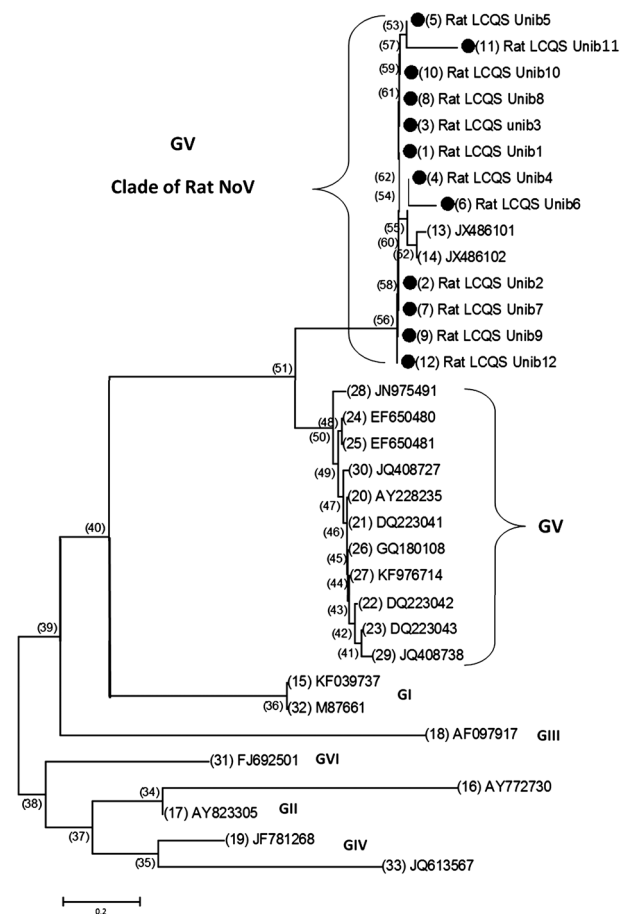 (53)
(5) Rat LCQS Unib5
(57)
(11) Rat LCQS Unib11
(59)
(10) Rat LCQS Unib10
(61)
(8) Rat LCQS Unib8
(3) Rat LCQS unib3
GV
(1) Rat LCQS Unib1
Clade of Rat NoV
(62)
(4) Rat LCQS Unib4
(54)
(6) Rat LCQS Unib6
(55)
(13) JX486101
(60)
(52)
(14) JX486102
(58)
(2) Rat LCQS Unib2
(7) Rat LCQS Unib7
(56)
(9) Rat LCQS Unib9
(12) Rat LCQS Unib12
(51)
(28) JN975491
(48)
(24) EF650480
(50)
(25) EF650481
(49)
(30) JQ408727
(47)
(20) AY228235
(46)
(21) DQ223041
GV
(45)
(26) GQ180108
(44)
(27) KF976714
(43)
(22) DQ223042
(42)
(23) DQ223043
(41)
(29) JQ408738
(40)
(39)
(15) KF039737
GI
(36)
(32) M87661
(18) AF097917 GIII
(31) FJ692501 GVI
(38)
(34)
(16) AY772730
(17) AY823305 GII
(37)
(19) JF781268 GIV
(35)
(33) JQ613567
0.2